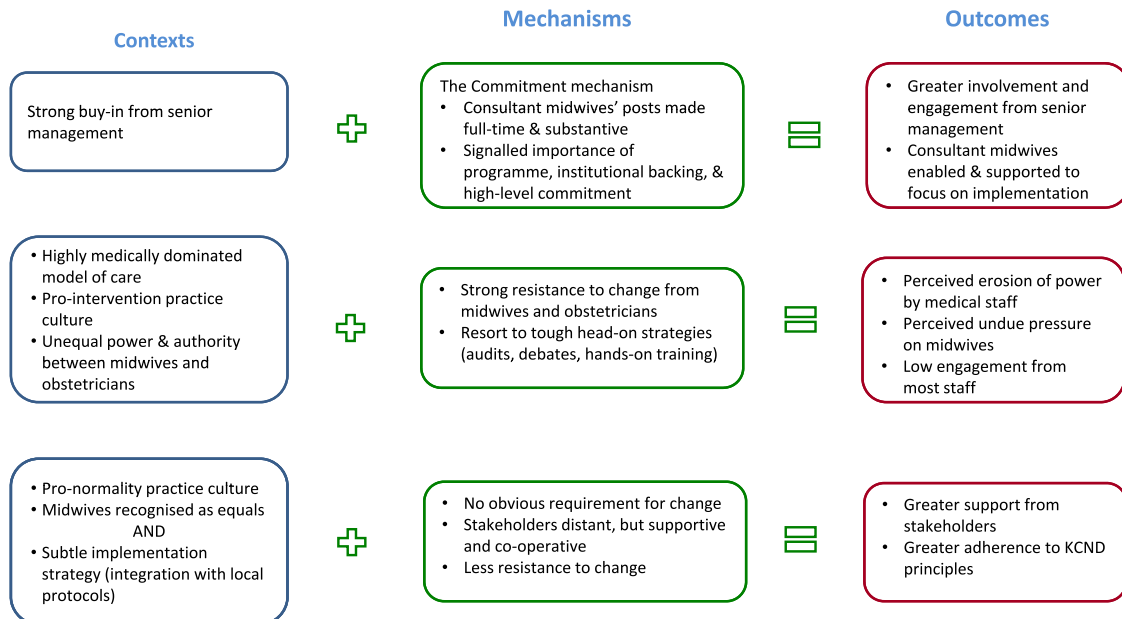 Contexts
Mechanisms
Outcomes
Strong buy-in from senior
management
The Commitment mechanism
• Consultant midwives’ posts made
full-time & substantive
• Signalled importance of
programme, institutional backing, &
high-level commitment
• Greater involvement and
engagement from senior
management
• Consultant midwives
enabled & supported to
focus on implementation
• Highly medically dominated
model of care
• Pro-intervention practice
culture
• Unequal power & authority
between midwives and
obstetricians
• Strong resistance to change from
midwives and obstetricians
• Resort to tough head-on strategies
(audits, debates, hands-on training)
• Perceived erosion of power
by medical staff
• Perceived undue pressure
on midwives
• Low engagement from
most staff
• Pro-normality practice culture
• Midwives recognised as equals
AND
• Subtle implementation
strategy (integration with local
protocols)
• No obvious requirement for change
• Stakeholders distant, but supportive
and co-operative
• Less resistance to change
• Greater support from
stakeholders
• Greater adherence to KCND
principles